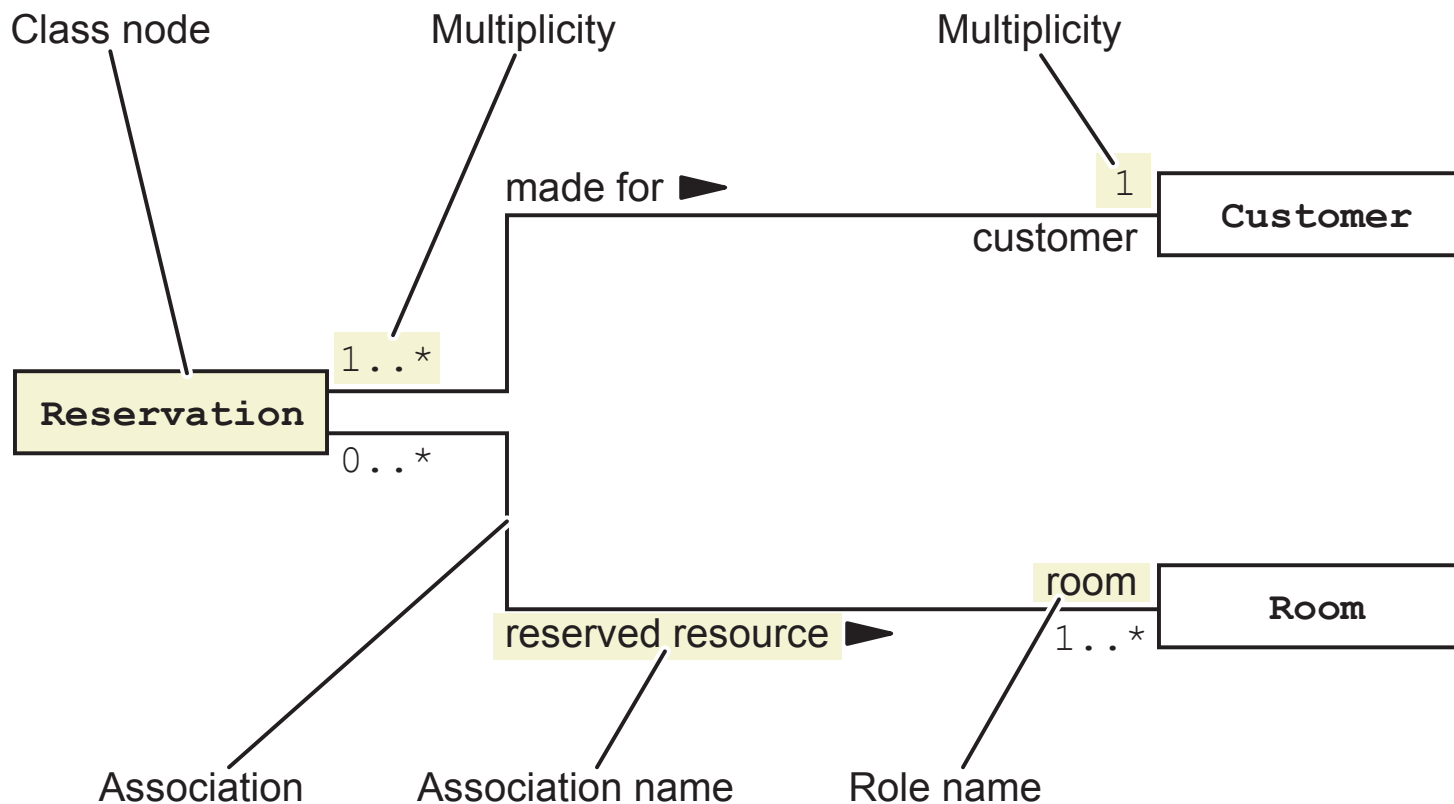 Class node
Multiplicity
Multiplicity
made for
1
customer
Customer
1..*
Reservation
0..*
room
Room
reserved resource
1..*
Association
Association name
Role name